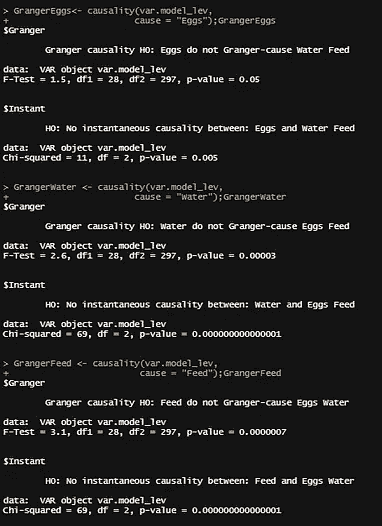 > GrangerEggs<- causality(var.model_lev,
+ cause = "Eggs");GrangerEggs
$Granger
Granger causality H0: Eggs do not Granger-cause Water Feed
data: VAR object var.model_lev
F-Test = 1.5, df1 = 28, df2 = 297, p-value = 0.05
$Instant
H0: No instantaneous causality between: Eggs and Water Feed
data: VAR object var.model_lev
Chi-squared = 11, df = 2, p-value = 0.005
> GrangerWater <- causality(var.model_lev,
+ cause = "Water");GrangerWater
$Granger
Granger causality H0: Water do not Granger-cause Eggs Feed
data: VAR object var.model_lev
F-Test = 2.6, df1 = 28, df2 = 297, p-value = 0.00003
$Instant
H0: No instantaneous causality between: Water and Eggs Feed
data: VAR object var.model_lev
Chi-squared = 69, df = 2, p-value = 0.000000000000001
> GrangerFeed <- causality(var.model_lev,
+ cause = "Feed");GrangerFeed
$Granger
Granger causality H0: Feed do not Granger-cause Eggs Water
data: VAR object var.model_lev
F-Test = 3.1, df1 = 28, df2 = 297, p-value = 0.0000007
$Instant
H0: No instantaneous causality between: Feed and Eggs Water
data: VAR object var.model_lev
Chi-squared = 69, df = 2, p-value = 0.000000000000001